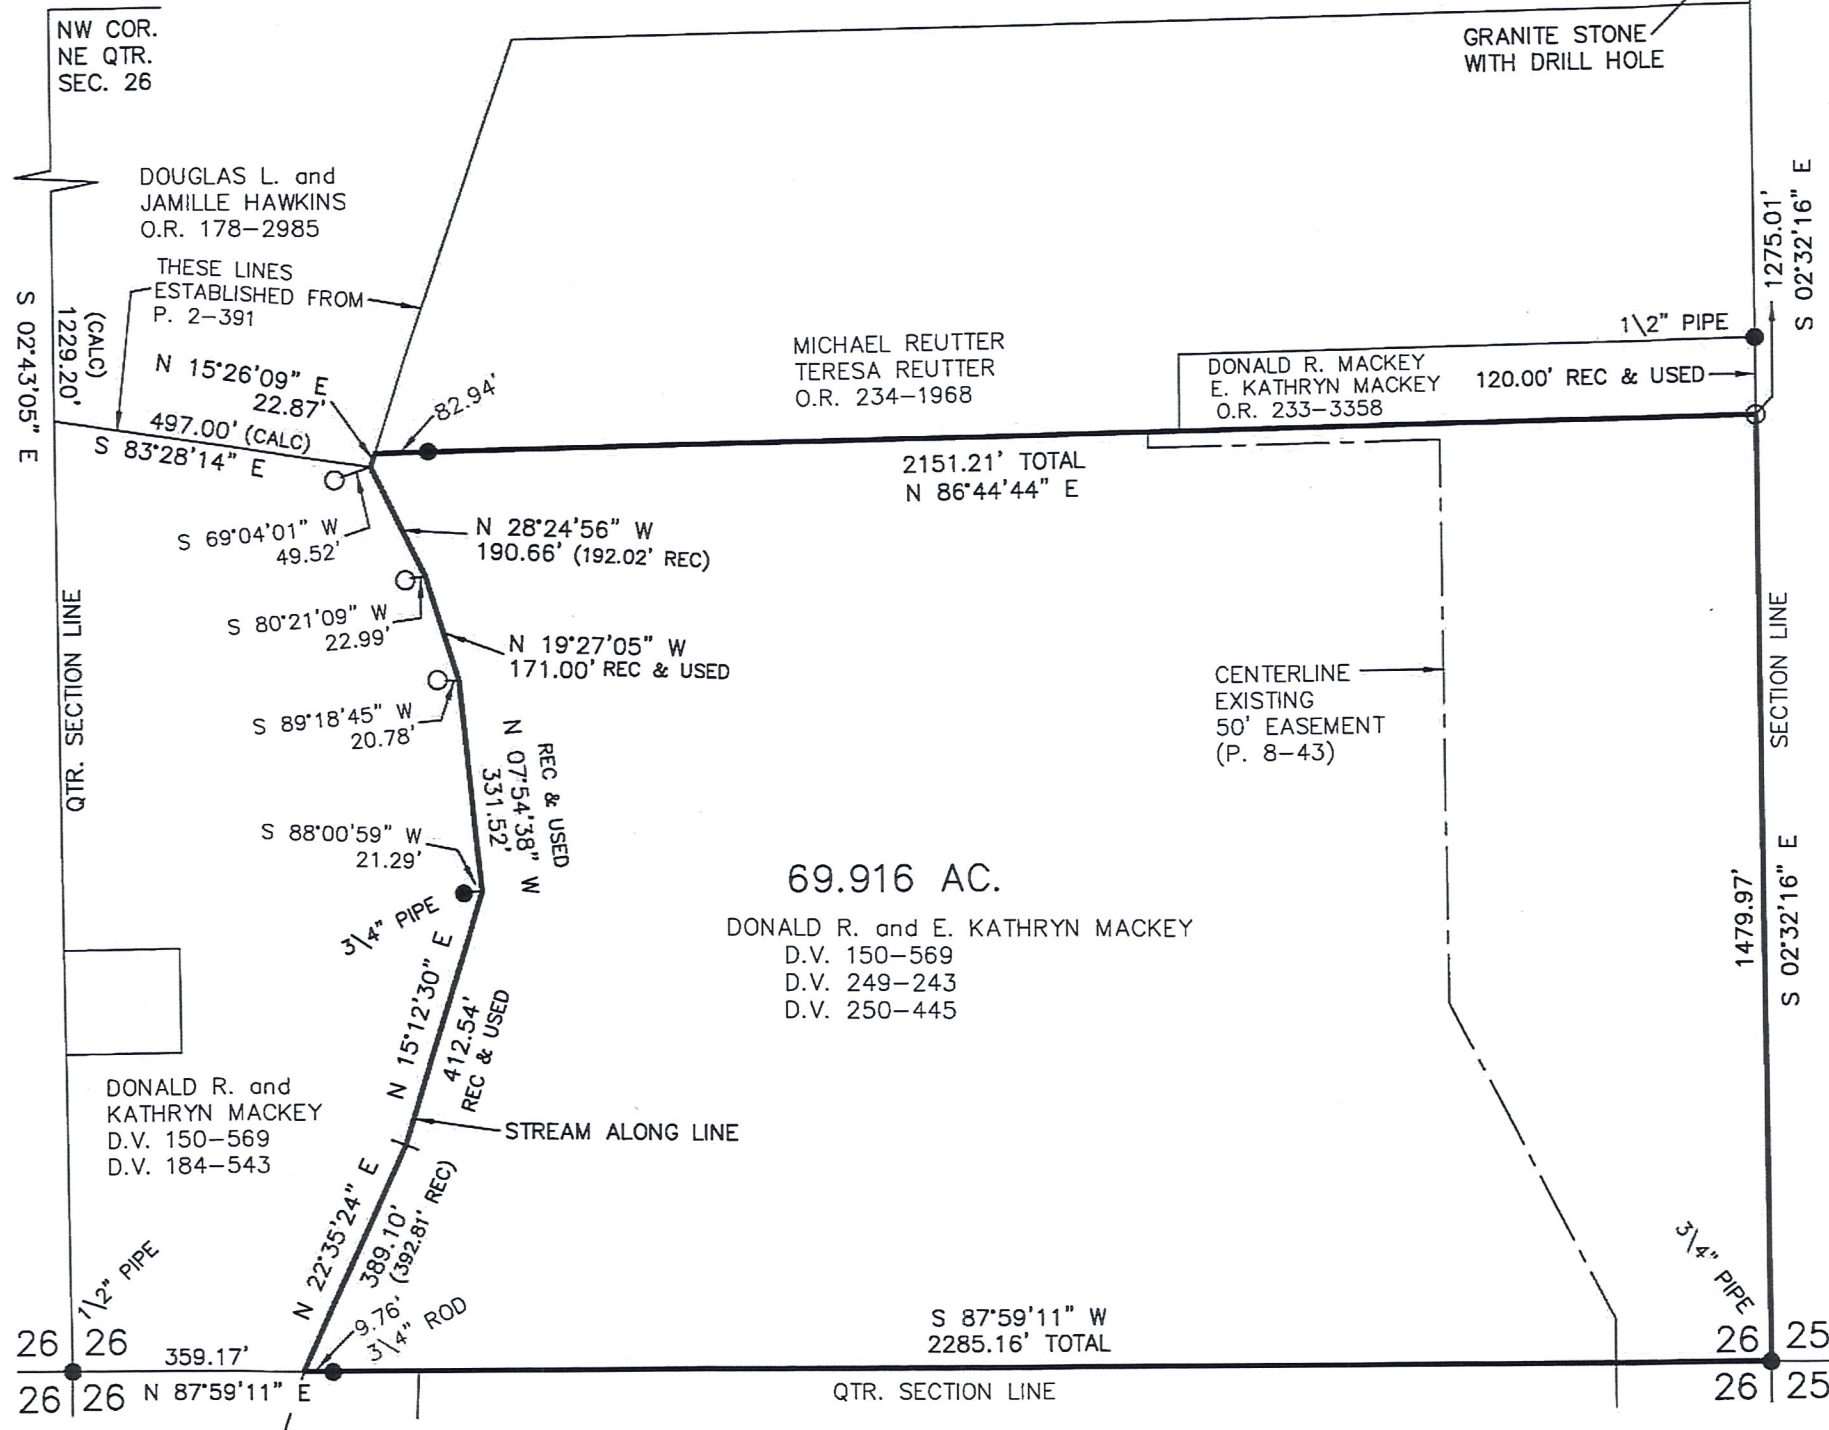 NW COR.
NE QTR.
SEC. 26
GRANITE STONE
WITH DRILL HOLE
DOUGLAS L. and
JAMILLE HAWKINS
O.R. 178-2985
THESE LINES
ESTABLISHED FROM
P. 2-391
S 02°43'05" E
1229.20'
(CALC)
N 15°26'09" E
22.87'
82.94'
497.00' (CALC)
S 83°28'14" E
MICHAEL REUTTER
TERESA REUTTER
O.R. 234-1968
1\2" PIPE
DONALD R. MACKEY
E. KATHRYN MACKEY
O.R. 233-3358
120.00' REC & USED
1275.01'
S 02°32'16" E
2151.21' TOTAL
N 86°44'44" E
S 69°04'01" W
49.52'
N 28°24'56" W
190.66' (192.02' REC)
S 80°21'09" W
22.99'
N 19°27'05" W
171.00' REC & USED
S 89°18'45" W
20.78'
REC & USED
N 07°54'38" W
331.52'
QTR. SECTION LINE
CENTERLINE
EXISTING
50' EASEMENT
(P. 8-43)
SECTION LINE
S 88°00'59" W
21.29'
3\4" PIPE
69.916 AC.
DONALD R. and E. KATHRYN MACKEY
D.V. 150-569
D.V. 249-243
D.V. 250-445
1479.97'
S 02°32'16" E
N 15°12'30" E
412.54'
REC & USED
STREAM ALONG LINE
DONALD R. and
KATHRYN MACKEY
D.V. 150-569
D.V. 184-543
N 22°35'24" E
389.10'
(392.81' REC)
9.76'
3\4" ROD
1\2" PIPE
3\4" PIPE
S 87°59'11" W
2285.16' TOTAL
26 26
359.17'
26 25
26 26
N 87°59'11" E
QTR. SECTION LINE
26 25